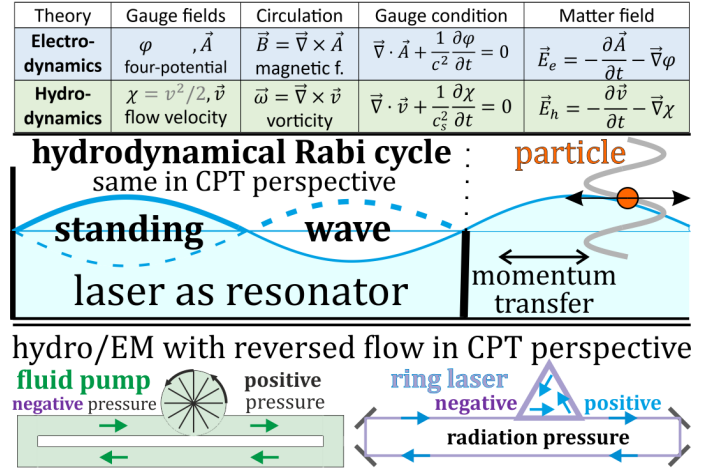 Theory Gauge fields Circulation Gauge condition Matter field
Electro-dynamics φ , A⃗ four-potential B⃗ = ∇⃗ × A⃗ magnetic f. ∇⃗ · A⃗ + 1/c² ∂φ/∂t = 0 E⃗ₑ = − ∂A⃗/∂t − ∇⃗φ
Hydro-dynamics χ = v²/2, v⃗ flow velocity ω⃗ = ∇⃗ × v⃗ vorticity ∇⃗ · v⃗ + 1/cₛ² ∂χ/∂t = 0 E⃗ₕ = − ∂v⃗/∂t − ∇⃗χ
hydrodynamical Rabi cycle
same in CPT perspective
particle
standing wave
laser as resonator
momentum
transfer
hydro/EM with reversed flow in CPT perspective
fluid pump
negative pressure
positive
pressure
ring laser
negative positive
radiation pressure